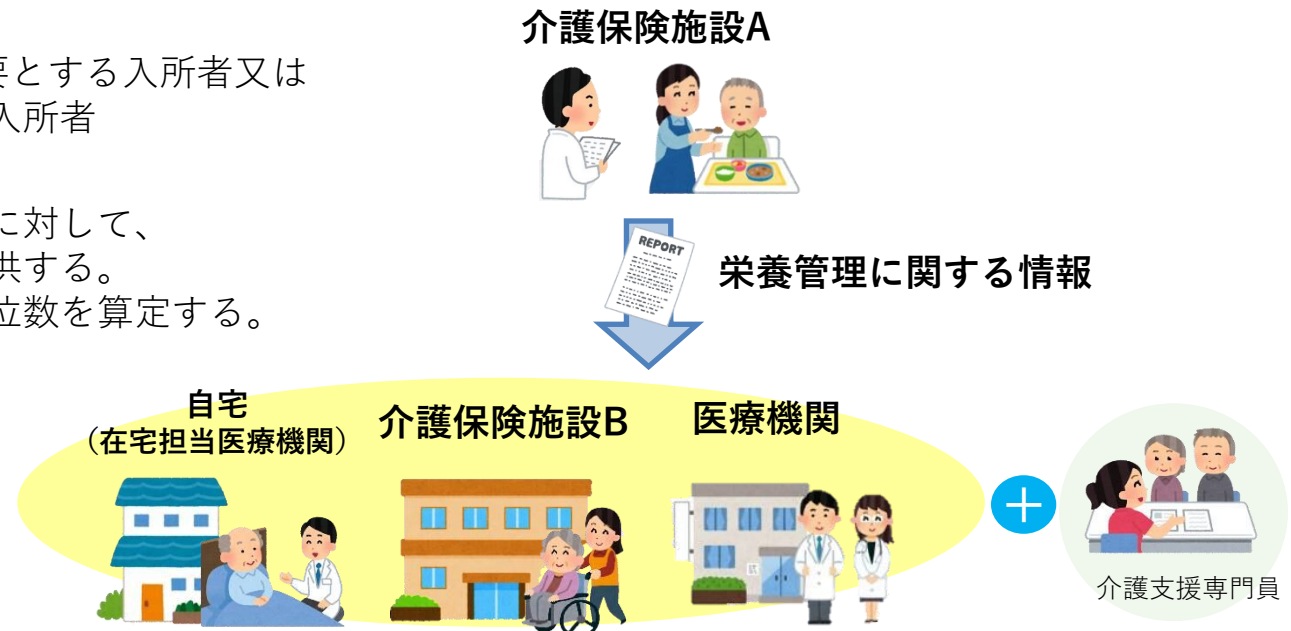 介護保険施設A
要とする入所者又は
入所者
に対して、
供する。
位数を算定する。
REPORT
栄養管理に関する情報
自宅
（在宅担当医療機関）
介護保険施設B
医療機関
＋
介護支援専門員